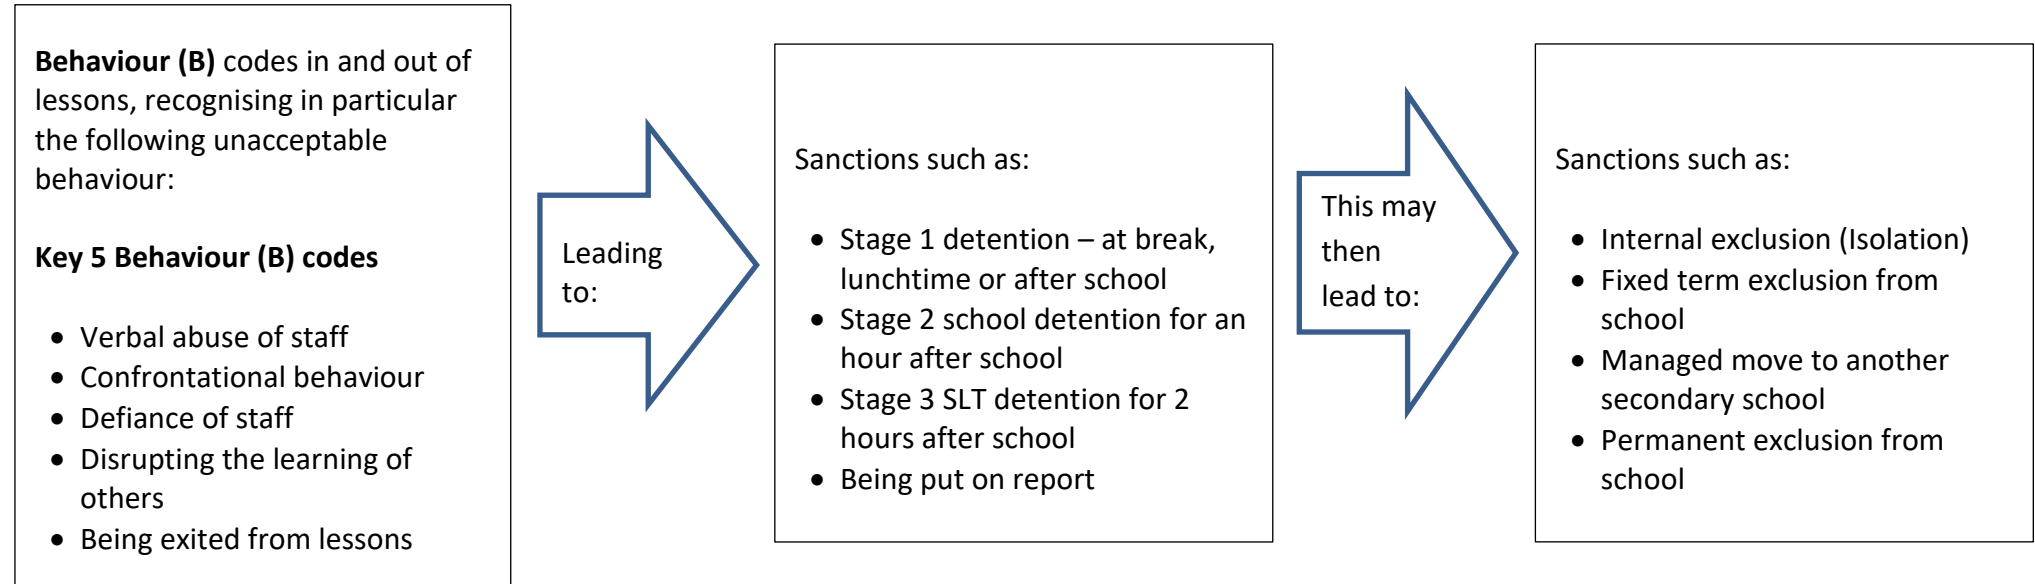 Behaviour (B) codes in and out of
lessons, recognising in particular
the following unacceptable
behaviour:
Key 5 Behaviour (B) codes
• Verbal abuse of staff
• Confrontational behaviour
• Defiance of staff
• Disrupting the learning of
others
• Being exited from lessons
Leading
to:
Sanctions such as:
• Stage 1 detention – at break,
lunchtime or after school
• Stage 2 school detention for an
hour after school
• Stage 3 SLT detention for 2
hours after school
• Being put on report
This may
then
lead to:
Sanctions such as:
• Internal exclusion (Isolation)
• Fixed term exclusion from
school
• Managed move to another
secondary school
• Permanent exclusion from
school